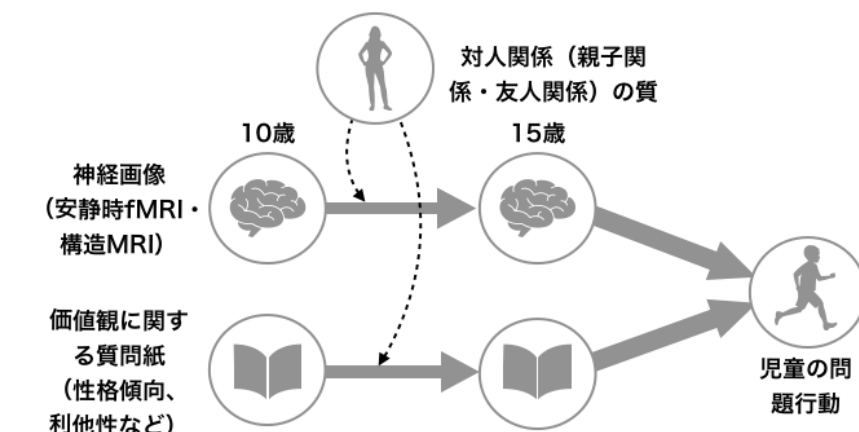 対人関係（親子関
係・友人関係）の質
10歳
15歳
神経画像
（安静時fMRI・
構造MRI）
価値観に関す
る質問紙
（性格傾向、
利他性など）
児童の問
題行動